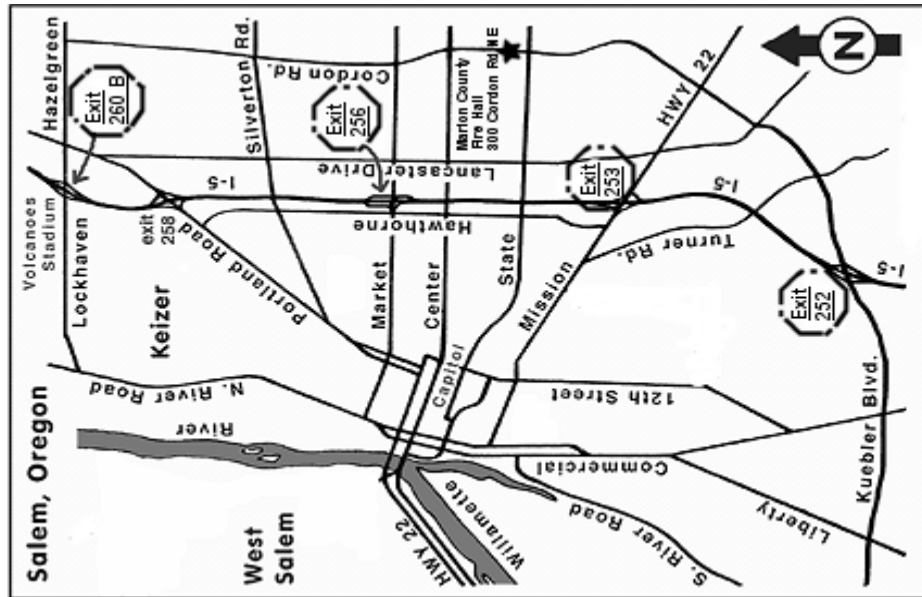 Salem, Oregon
Volcanoes
Stadium
Hazelgreen
Exit
260 B
Lockhaven
Keizer
exit
258
I-5
Portland Road
Silverton Rd.
Cordon Rd.
Exit
256
Lancaster Drive
Hawthorne
Market
Center
State
Marion County
Fire Hall
300 Cordon Rd NE
N
HWY 22
Exit
253
Mission
Capitol
N. River Road
River
West
Salem
HWY 22
Willamette
12th Street
Commercial
S. River Road
Liberty
Turner Rd.
I-5
Exit
252
I-5
Kuebler Blvd.